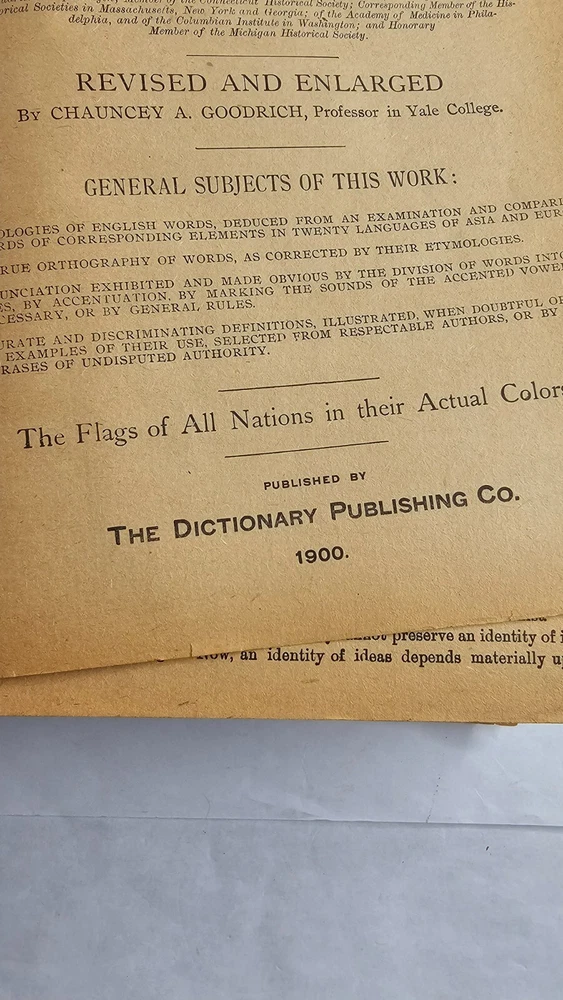 Historical Society; Corresponding Member of the His-
orical Societies in Massachusetts, New York and Georgia; of the Academy of Medicine in Phila-
delphia, and of the Columbian Institute in Washington; and Honorary
Member of the Michigan Historical Society.
REVISED AND ENLARGED
By CHAUNCEY A. GOODRICH, Professor in Yale College.
GENERAL SUBJECTS OF THIS WORK:
OLOGIES OF ENGLISH WORDS, DEDUCED FROM AN EXAMINATION AND COMPARI
RDS OF CORRESPONDING ELEMENTS IN TWENTY LANGUAGES OF ASIA AND EUR
RUE ORTHOGRAPHY OF WORDS, AS CORRECTED BY THEIR ETYMOLOGIES.
UNCIATION EXHIBITED AND MADE OBVIOUS BY THE DIVISION OF WORDS INTO
ES, BY ACCENTUATION, BY MARKING THE SOUNDS OF THE ACCENTED VOWE
CESSARY, OR BY GENERAL RULES.
URATE AND DISCRIMINATING DEFINITIONS, ILLUSTRATED, WHEN DOUBTFUL OR
EXAMPLES OF THEIR USE, SELECTED FROM RESPECTABLE AUTHORS, OR BY
RASES OF UNDISPUTED AUTHORITY.
The Flags of All Nations in their Actual Colors
PUBLISHED BY
THE DICTIONARY PUBLISHING CO.
1900.
preserve an identity of i
an identity of ideas depends materially u